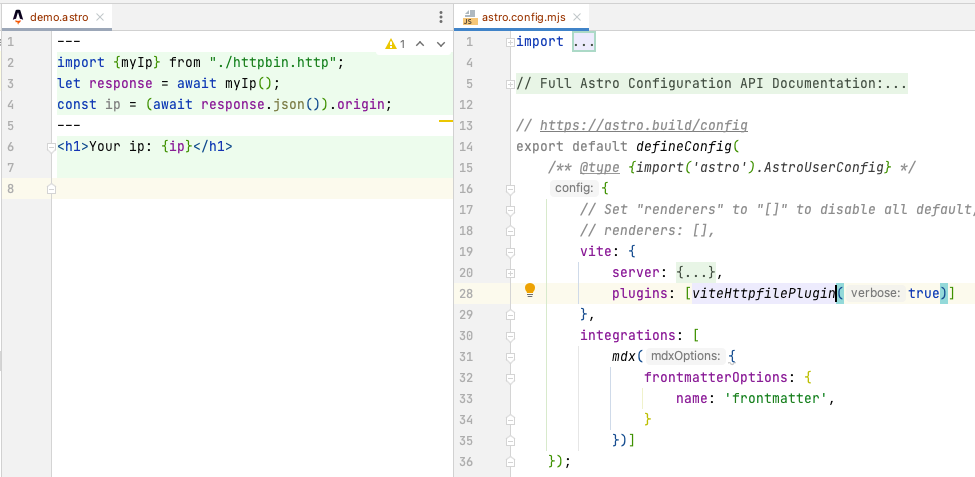 demo.astro
1 ---
1
2 import {myIp} from "./httpbin.http";
3 let response = await myIp();
4 const ip = (await response.json()).origin;
5 ---
6 <h1>Your ip: {ip}</h1>
7
8
JS astro.config.mjs
1 import ...
4
5 // Full Astro Configuration API Documentation:...
12
13 // https://astro.build/config
14 export default defineConfig(
15 /** @type {import('astro').AstroUserConfig} */
16 config: {
17 // Set "renderers" to "[]" to disable all default,
18 // renderers: [],
19 vite: {
20 server: {...},
28 plugins: [viteHttpfilePlugin( verbose: true)]
29 },
30 integrations: [
31 mdx( mdxOptions: {
32 frontmatterOptions: {
33 name: 'frontmatter',
34 }
35 })]
36 });